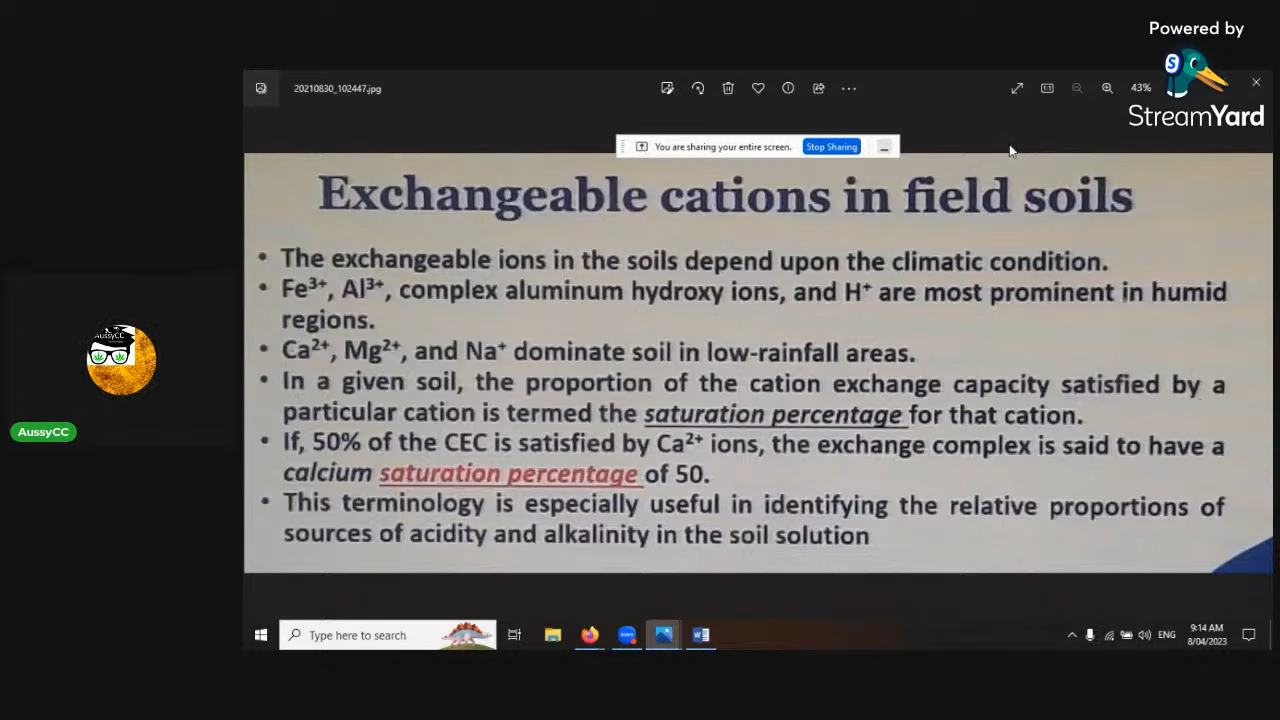 Powered by
StreamYard
20210830_102447.jpg
43%
You are sharing your entire screen.
Stop Sharing
Exchangeable cations in field soils
• The exchangeable ions in the soils depend upon the climatic condition.
• Fe³⁺, Al³⁺, complex aluminum hydroxy ions, and H⁺ are most prominent in humid
regions.
• Ca²⁺, Mg²⁺, and Na⁺ dominate soil in low-rainfall areas.
• In a given soil, the proportion of the cation exchange capacity satisfied by a
particular cation is termed the saturation percentage for that cation.
• If, 50% of the CEC is satisfied by Ca²⁺ ions, the exchange complex is said to have a
calcium saturation percentage of 50.
• This terminology is especially useful in identifying the relative proportions of
sources of acidity and alkalinity in the soil solution
AussyCC
AussyCC
Type here to search
ENG
9:14 AM
8/04/2023